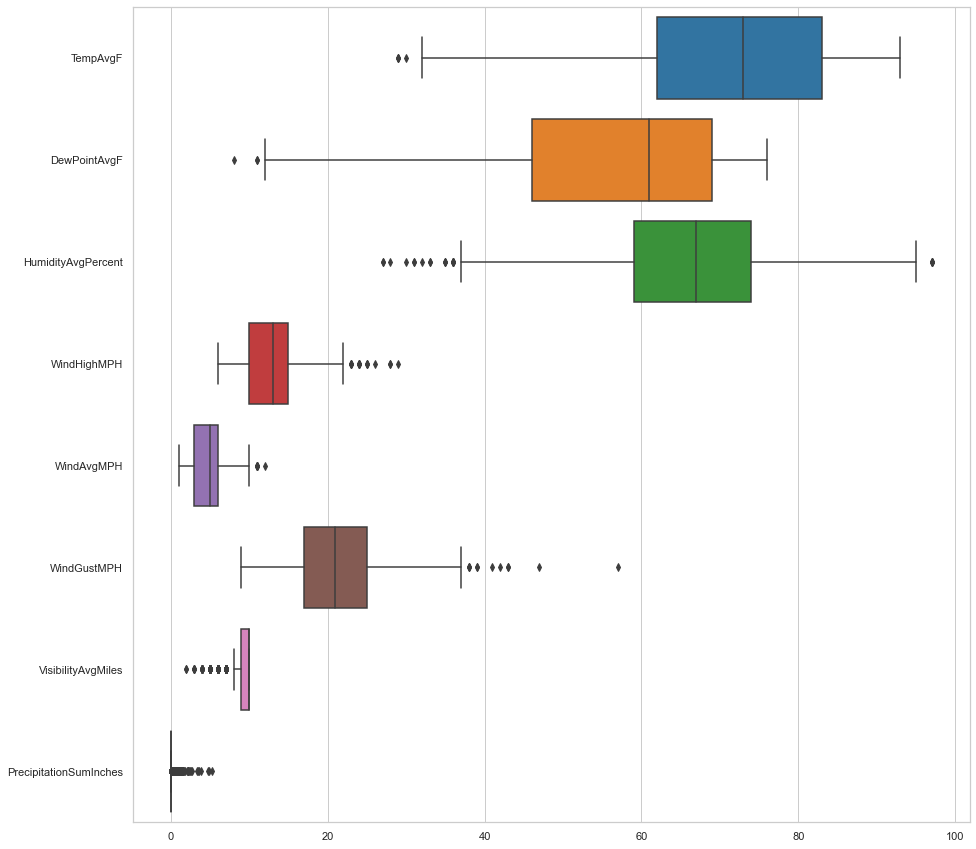 TempAvgF
DewPointAvgF
HumidityAvgPercent
WindHighMPH
WindAvgMPH
WindGustMPH
VisibilityAvgMiles
PrecipitationSumInches
0 20 40 60 80 100